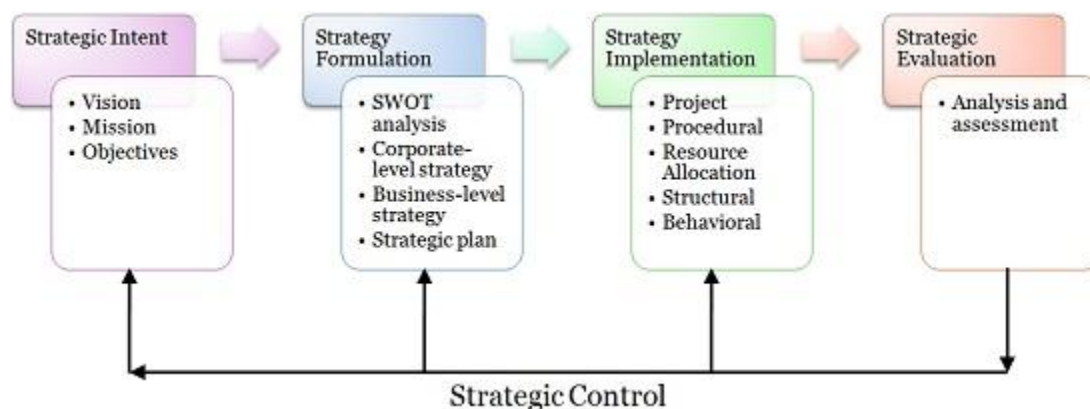 Strategic Intent
• Vision
• Mission
• Objectives
Strategy
Formulation
• SWOT
analysis
• Corporate-
level strategy
• Business-level
strategy
• Strategic plan
Strategy
Implementation
• Project
• Procedural
• Resource
Allocation
• Structural
• Behavioral
Strategic
Evaluation
• Analysis and
assessment
Strategic Control